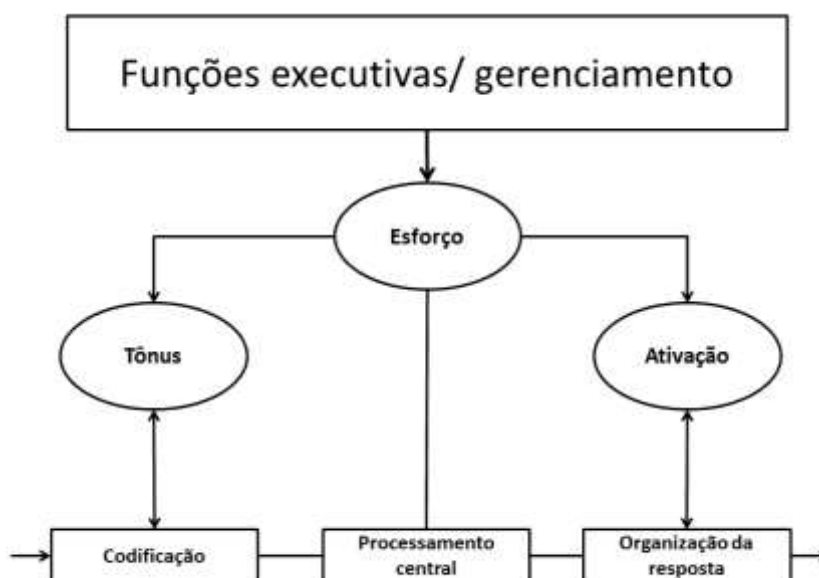 Funções executivas/ gerenciamento
Esforço
Tônus
Ativação
Codificação
Processamento
central
Organização da
resposta